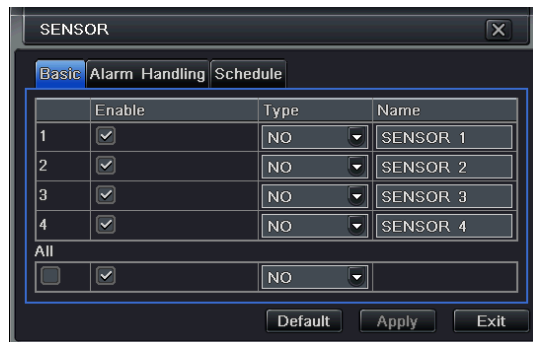 SENSOR
Basic Alarm Handling Schedule
Enable Type Name
1 NO SENSOR 1
2 NO SENSOR 2
3 NO SENSOR 3
4 NO SENSOR 4
All
NO
Default Apply Exit